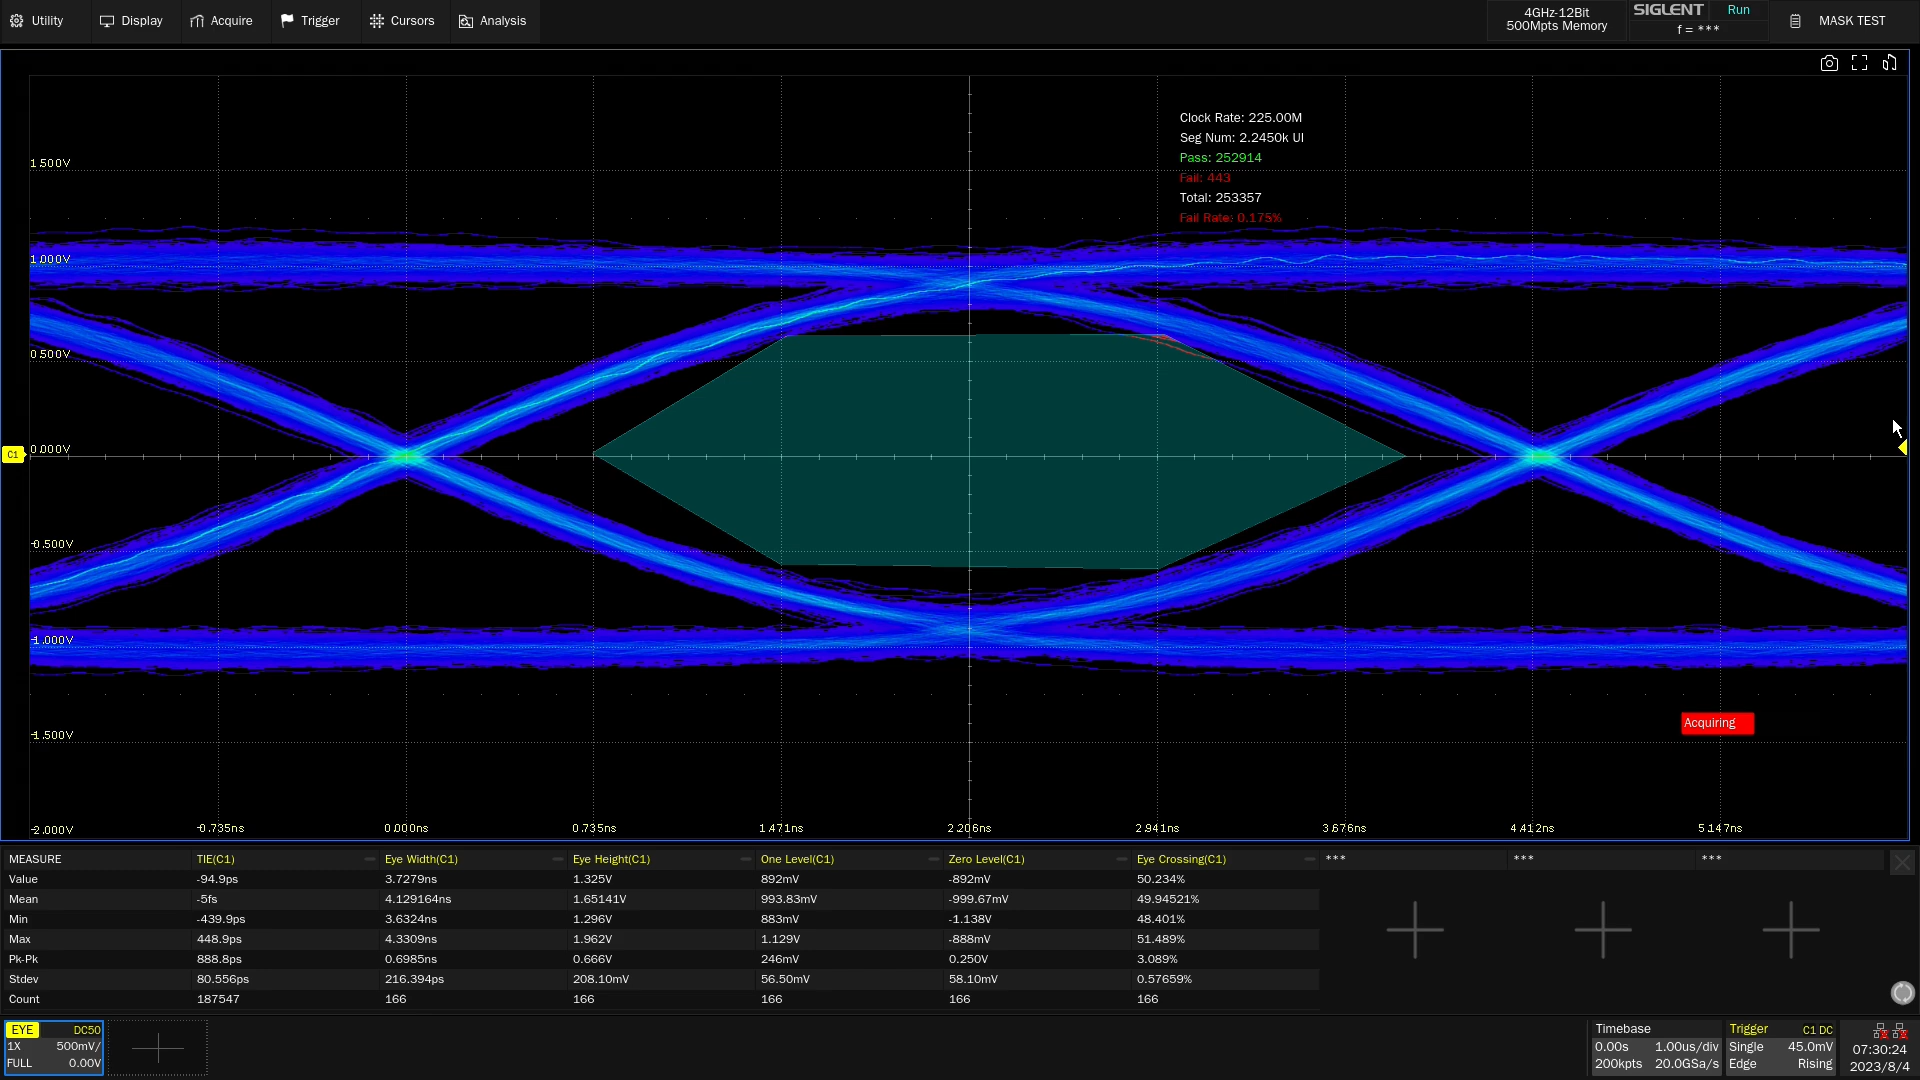 Utility Display Acquire Trigger Cursors Analysis
4GHz-12Bit
500Mpts Memory
SIGLENT Run
f = ***
MASK TEST
Clock Rate: 225.00M
Seg Num: 2.2450k UI
Pass: 252914
Fail: 443
Total: 253357
Fail Rate: 0.175%
1.500V
1.000V
0.500V
0.000V
C1
-0.500V
-1.000V
-1.500V
-2.000V
Acquiring
-0.735ns 0.000ns 0.735ns 1.471ns 2.206ns 2.941ns 3.676ns 4.412ns 5.147ns
MEASURE TIE(C1) Eye Width(C1) Eye Height(C1) One Level(C1) Zero Level(C1) Eye Crossing(C1) *** *** ***
Value -94.9ps 3.7279ns 1.325V 892mV -892mV 50.234%
Mean -5fs 4.129164ns 1.65141V 993.83mV -999.67mV 49.94521%
Min -439.9ps 3.6324ns 1.296V 883mV -1.138V 48.401%
Max 448.9ps 4.3309ns 1.962V 1.129V -888mV 51.489%
Pk-Pk 888.8ps 0.6985ns 0.666V 246mV 0.250V 3.089%
Stdev 80.556ps 216.394ps 208.10mV 56.50mV 58.10mV 0.57659%
Count 187547 166 166 166 166 166
EYE DC50
1X 500mV/
FULL 0.00V
Timebase
0.00s 1.00us/div
200kpts 20.0GSa/s
Trigger C1 DC
Single 45.0mV
Edge Rising
07:30:24
2023/8/4